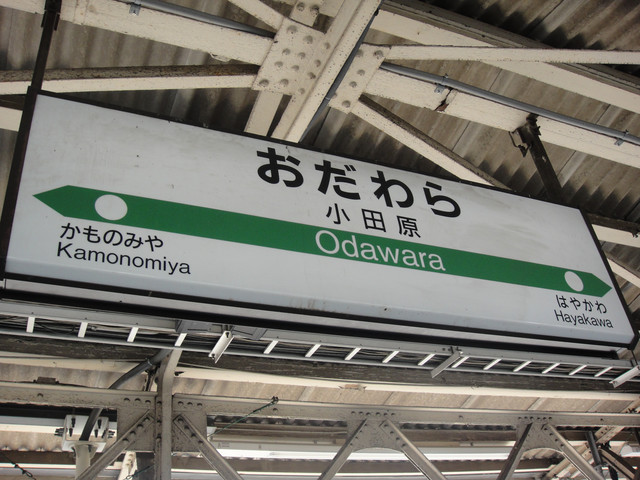 おだわら
小田原
Odawara
かものみや
Kamonomiya
はやかわ
Hayakawa